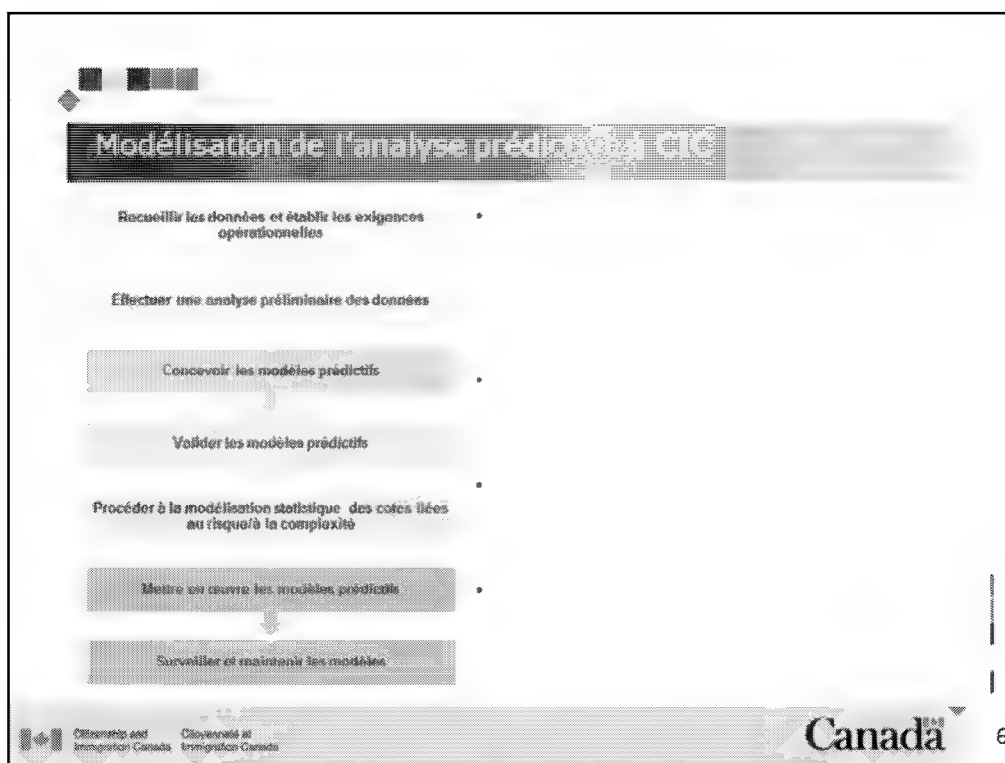 Modélisation de l'analyse prédictive à CIC
Recueillir les données et établir les exigences
opérationnelles
Effectuer une analyse préliminaire des données
Concevoir les modèles prédictifs
Valider les modèles prédictifs
Procéder à la modélisation statistique des cotes liées
au risque/à la complexité
Mettre en œuvre les modèles prédictifs
Surveiller et maintenir les modèles
Citizenship and
Immigration Canada
Citoyenneté et
Immigration Canada
Canada
6